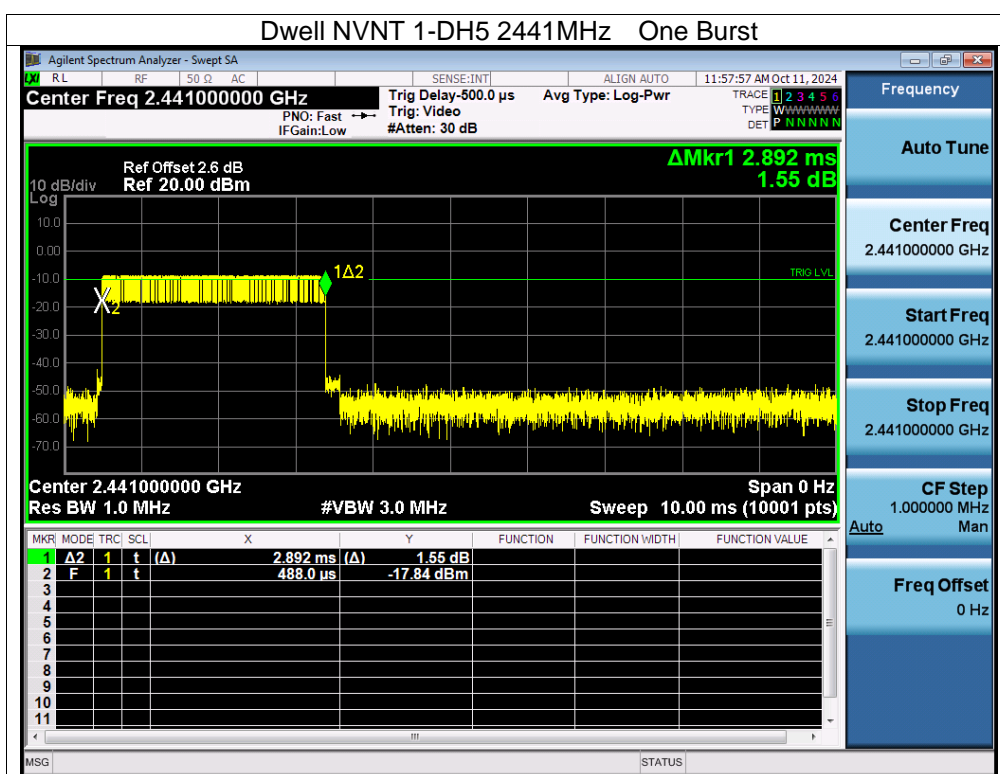 Dwell NVNT 1-DH5 2441MHz One Burst
Agilent Spectrum Analyzer - Swept SA
LXI RL RF 50 Ω AC SENSE:INT ALIGN AUTO 11:57:57 AM Oct 11, 2024
Center Freq 2.441000000 GHz Trig Delay-500.0 µs Avg Type: Log-Pwr TRACE 1 2 3 4 5 6
PNO: Fast Trig: Video TYPE WWWWWW
IFGain:Low #Atten: 30 dB DET P N N N N N
ΔMkr1 2.892 ms
1.55 dB
Ref Offset 2.6 dB
10 dB/div Ref 20.00 dBm
Log
10.0
0.00
-10.0
1Δ2
TRIG LVL
2
-20.0
-30.0
-40.0
-50.0
-60.0
-70.0
Center 2.441000000 GHz Span 0 Hz
Res BW 1.0 MHz #VBW 3.0 MHz Sweep 10.00 ms (10001 pts)
MKR MODE TRC SCL X Y FUNCTION FUNCTION WIDTH FUNCTION VALUE
1 Δ2 1 t (Δ) 2.892 ms (Δ) 1.55 dB
2 F 1 t 488.0 µs -17.84 dBm
3
4
5
6
7
8
9
10
11
MSG STATUS
Frequency
Auto Tune
Center Freq
2.441000000 GHz
Start Freq
2.441000000 GHz
Stop Freq
2.441000000 GHz
CF Step
1.000000 MHz
Auto Man
Freq Offset
0 Hz